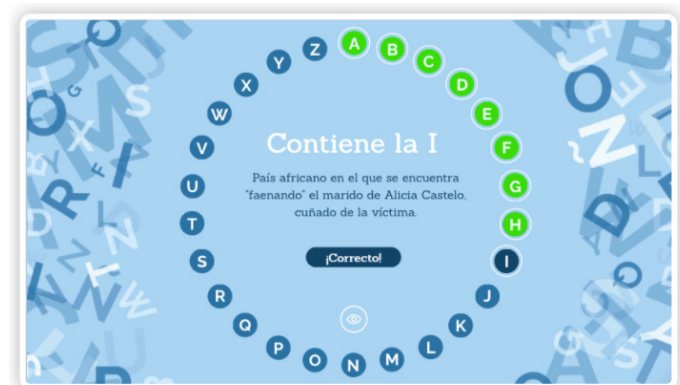 Contiene la I
País africano en el que se encuentra
"faenando" el marido de Alicia Castelo,
cuñado de la víctima.
¡Correcto!
A
B
C
D
E
F
G
H
I
J
K
L
M
N
O
P
Q
R
S
T
U
V
W
X
Y
Z